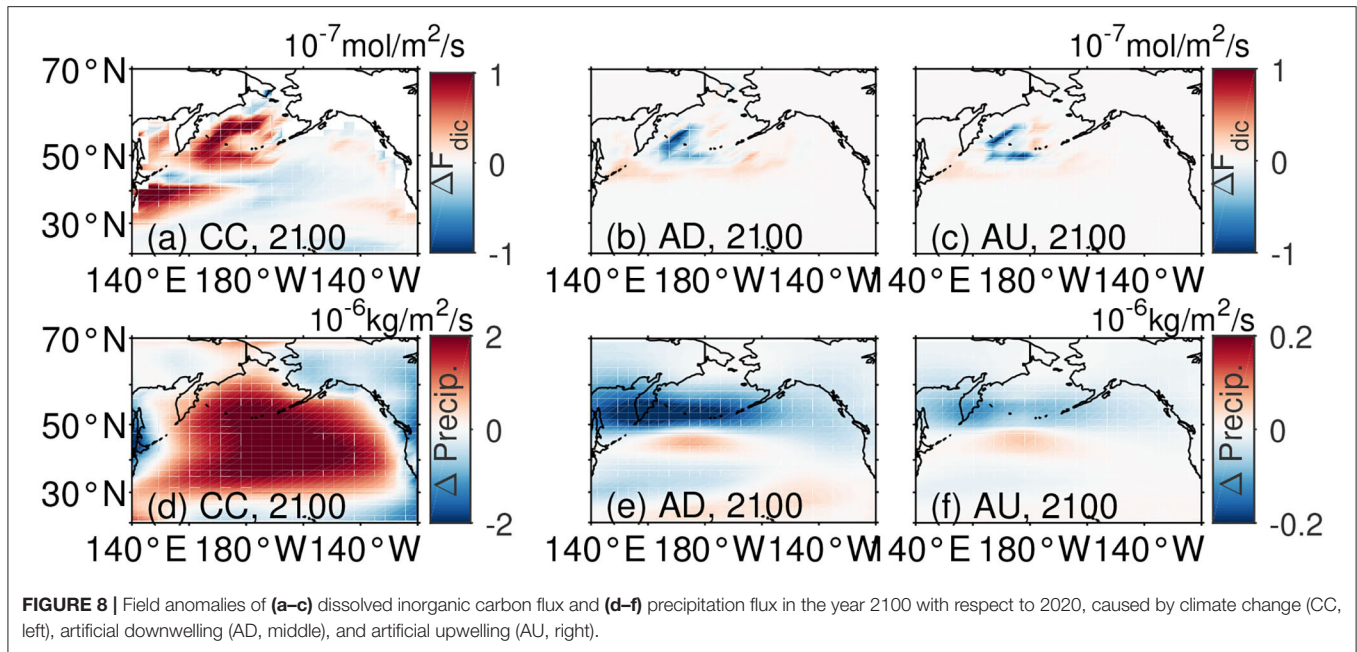 10⁻⁷mol/m²/s 10⁻⁷mol/m²/s
70°N 1 1
50°N ΔF dic 0 ΔF dic 0
30°N (a) CC, 2100 -1 (b) AD, 2100 (c) AU, 2100 -1
140°E 180°W 140°W 140°E 180°W 140°W 140°E 180°W 140°W
10⁻⁶kg/m²/s 10⁻⁶kg/m²/s
70°N 2 0.2
50°N Δ Precip. 0 Δ Precip. 0
30°N (d) CC, 2100 -2 (e) AD, 2100 (f) AU, 2100 -0.2
140°E 180°W 140°W 140°E 180°W 140°W 140°E 180°W 140°W
FIGURE 8 | Field anomalies of (a–c) dissolved inorganic carbon flux and (d–f) precipitation flux in the year 2100 with respect to 2020, caused by climate change (CC,
left), artificial downwelling (AD, middle), and artificial upwelling (AU, right).